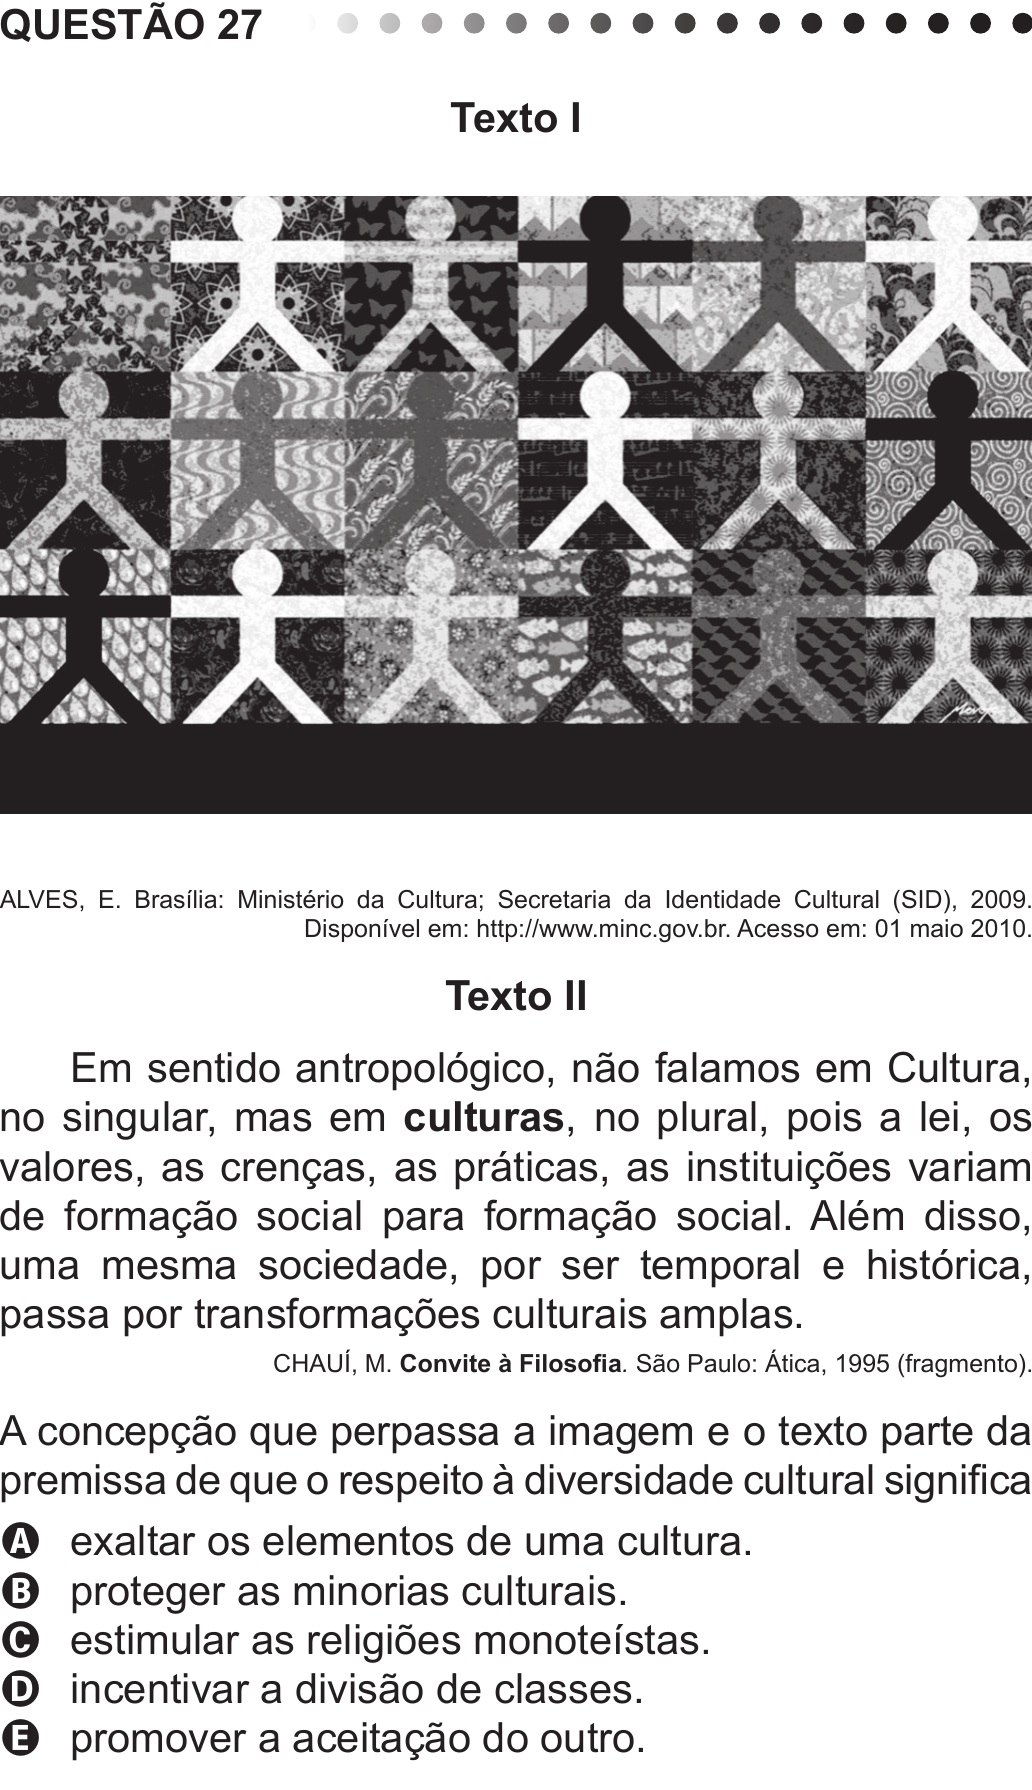 QUESTÃO 27
Texto I
ALVES, E. Brasília: Ministério da Cultura; Secretaria da Identidade Cultural (SID), 2009.
Disponível em: http://www.minc.gov.br. Acesso em: 01 maio 2010.
Texto II
Em sentido antropológico, não falamos em Cultura,
no singular, mas em culturas, no plural, pois a lei, os
valores, as crenças, as práticas, as instituições variam
de formação social para formação social. Além disso,
uma mesma sociedade, por ser temporal e histórica,
passa por transformações culturais amplas.
CHAUÍ, M. Convite à Filosofia. São Paulo: Ática, 1995 (fragmento).
A concepção que perpassa a imagem e o texto parte da
premissa de que o respeito à diversidade cultural significa
A exaltar os elementos de uma cultura.
B proteger as minorias culturais.
C estimular as religiões monoteístas.
D incentivar a divisão de classes.
E promover a aceitação do outro.